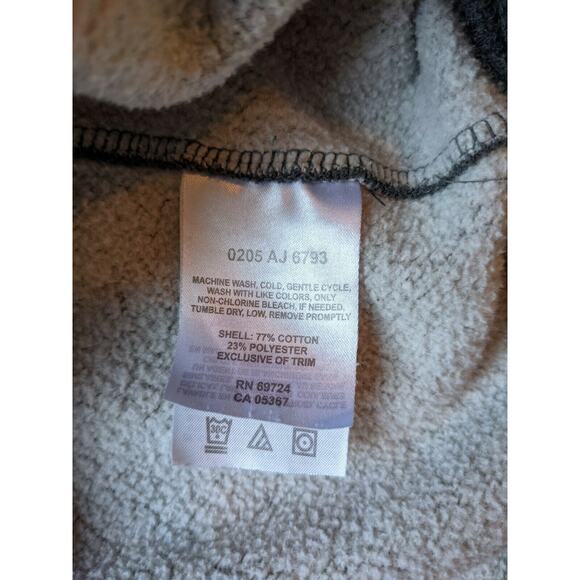 0205 AJ 6793
MACHINE WASH, COLD, GENTLE CYCLE,
WASH WITH LIKE COLORS, ONLY
NON-CHLORINE BLEACH, IF NEEDED,
TUMBLE DRY, LOW, REMOVE PROMPTLY
SHELL: 77% COTTON
23% POLYESTER
EXCLUSIVE OF TRIM
RN 69724
CA 05367
30C